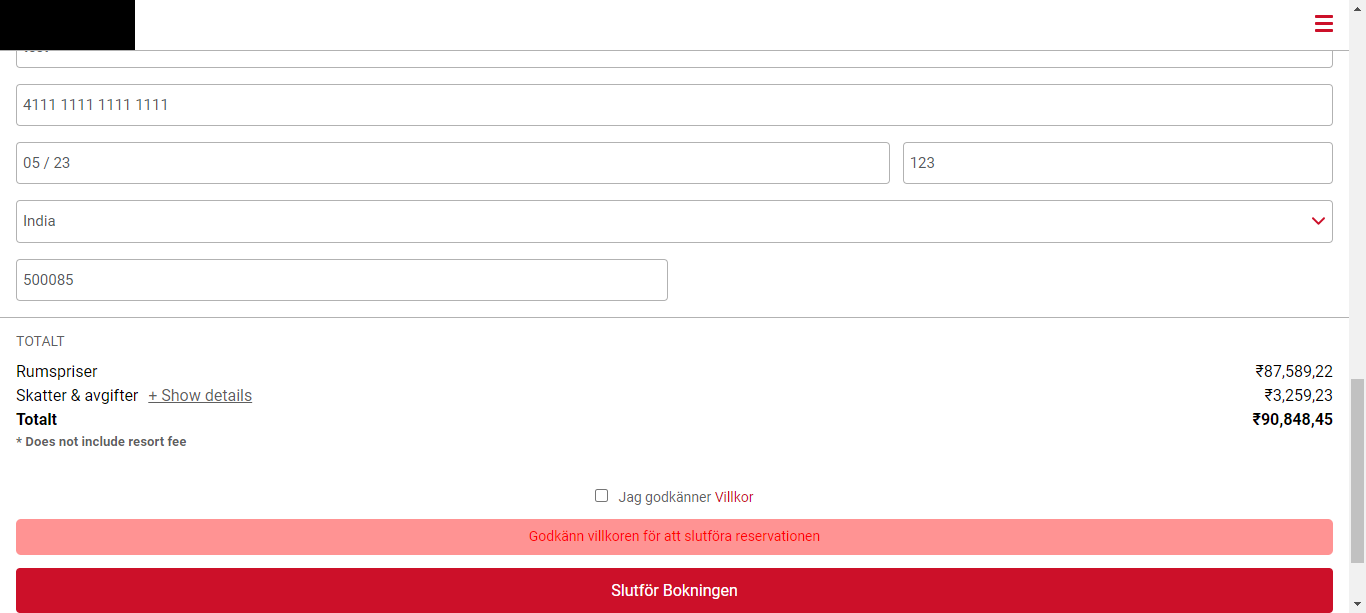 4111 1111 1111 1111
05 / 23 123
India
500085
TOTALT
Rumspriser ₹87,589,22
Skatter & avgifter + Show details ₹3,259,23
Totalt ₹90,848,45
* Does not include resort fee
Jag godkänner Villkor
Godkänn villkoren för att slutföra reservationen
Slutför Bokningen